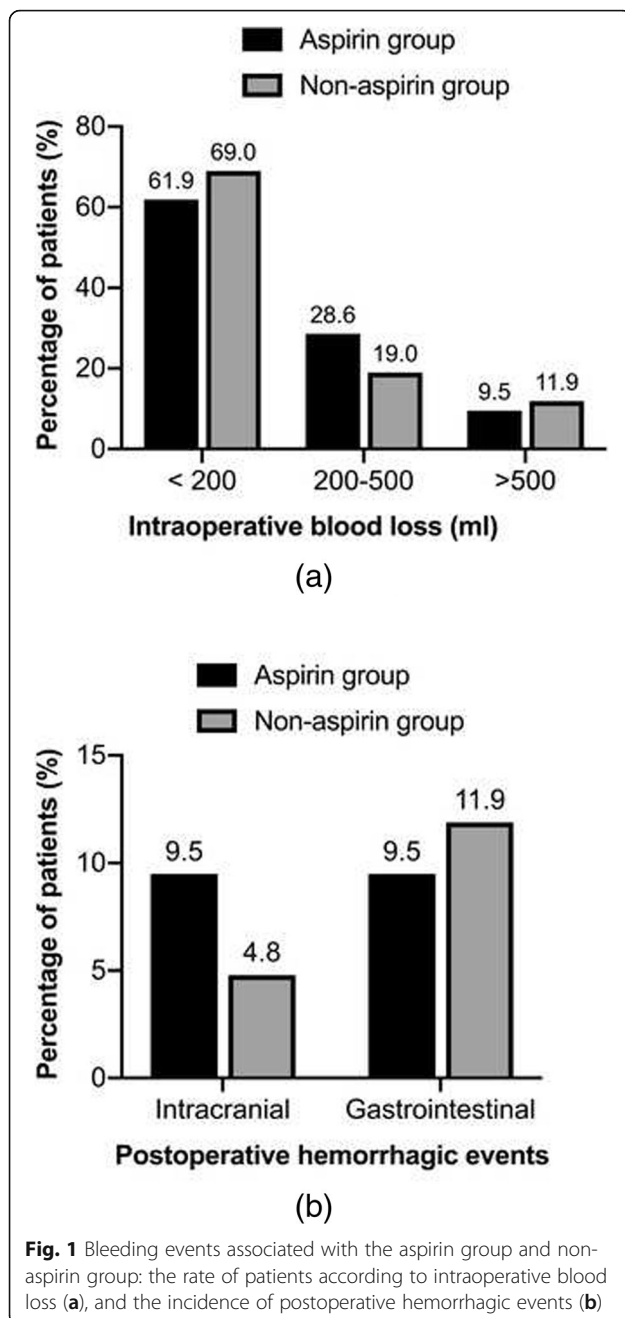 Aspirin group
Non-aspirin group
Percentage of patients (%)
80
60
40
20
0
61.9
69.0
28.6
19.0
9.5
11.9
< 200
200-500
>500
Intraoperative blood loss (ml)
(a)
Aspirin group
Non-aspirin group
Percentage of patients (%)
15
10
5
0
9.5
4.8
9.5
11.9
Intracranial
Gastrointestinal
Postoperative hemorrhagic events
(b)
Fig. 1 Bleeding events associated with the aspirin group and non-
aspirin group: the rate of patients according to intraoperative blood
loss (a), and the incidence of postoperative hemorrhagic events (b)